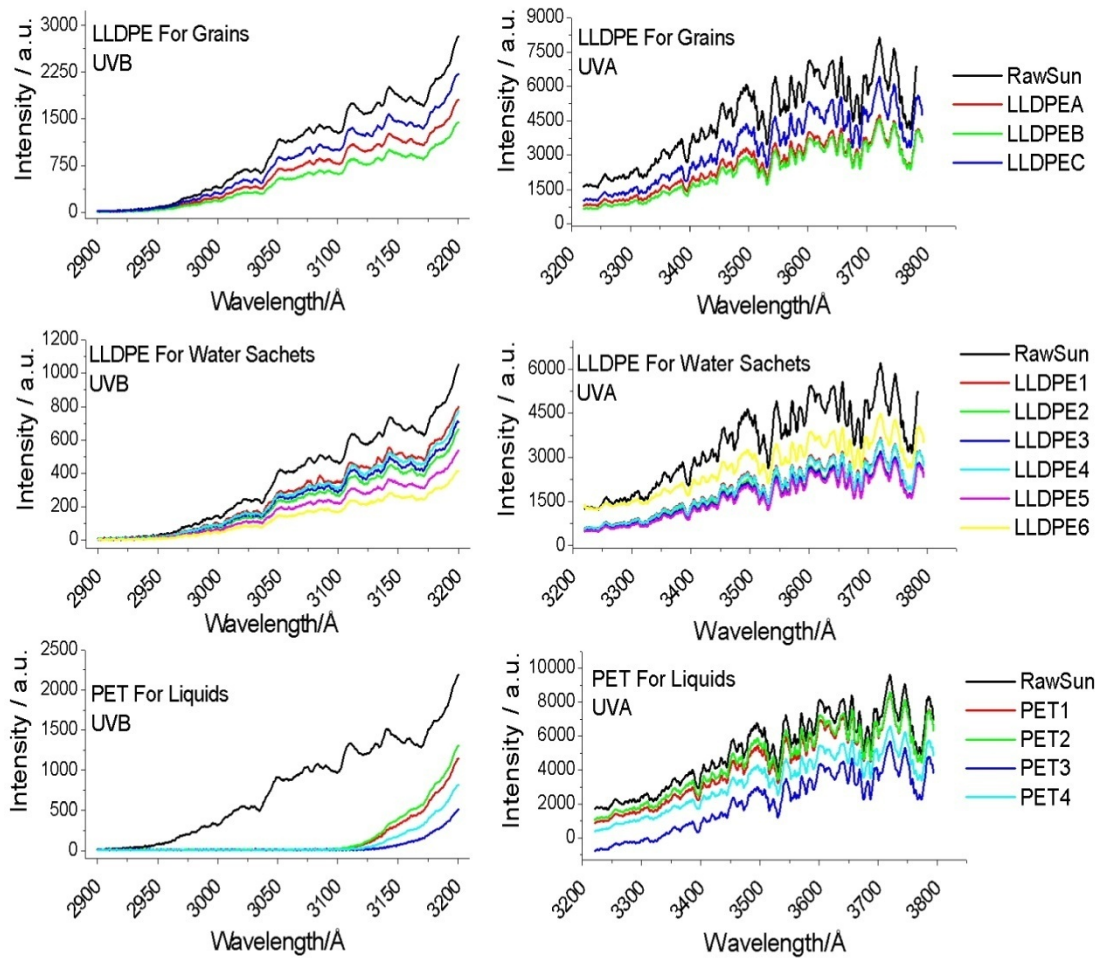 LLDPE For Grains
UVB
Intensity / a.u.
3000
2250
1500
750
0
2900
2950
3000
3050
3100
3150
3200
Wavelength/Å
LLDPE For Grains
UVA
Intensity / a.u.
9000
7500
6000
4500
3000
1500
0
3200
3300
3400
3500
3600
3700
3800
Wavelength/Å
RawSun
LLDPEA
LLDPEB
LLDPEC
LLDPE For Water Sachets
UVB
Intensity / a.u.
1200
1000
800
600
400
200
0
2900
2950
3000
3050
3100
3150
3200
Wavelength/Å
LLDPE For Water Sachets
UVA
Intensity / a.u.
6000
4500
3000
1500
0
3200
3300
3400
3500
3600
3700
3800
Wavelength/Å
RawSun
LLDPE1
LLDPE2
LLDPE3
LLDPE4
LLDPE5
LLDPE6
PET For Liquids
UVB
Intensity / a.u.
2500
2000
1500
1000
500
0
2900
2950
3000
3050
3100
3150
3200
Wavelength/Å
PET For Liquids
UVA
Intensity / a.u.
10000
8000
6000
4000
2000
0
3200
3300
3400
3500
3600
3700
3800
Wavelength/Å
RawSun
PET1
PET2
PET3
PET4